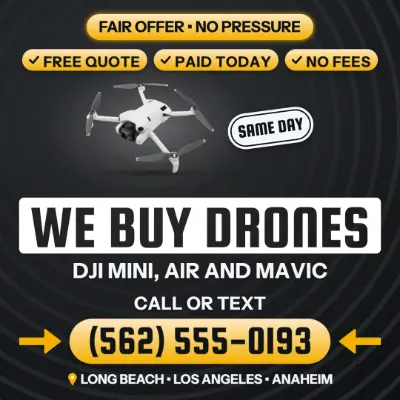 FAIR OFFER • NO PRESSURE
✓ FREE QUOTE ✓ PAID TODAY ✓ NO FEES
SAME DAY
WE BUY DRONES
DJI MINI, AIR AND MAVIC
CALL OR TEXT
(562) 555-0193
LONG BEACH • LOS ANGELES • ANAHEIM